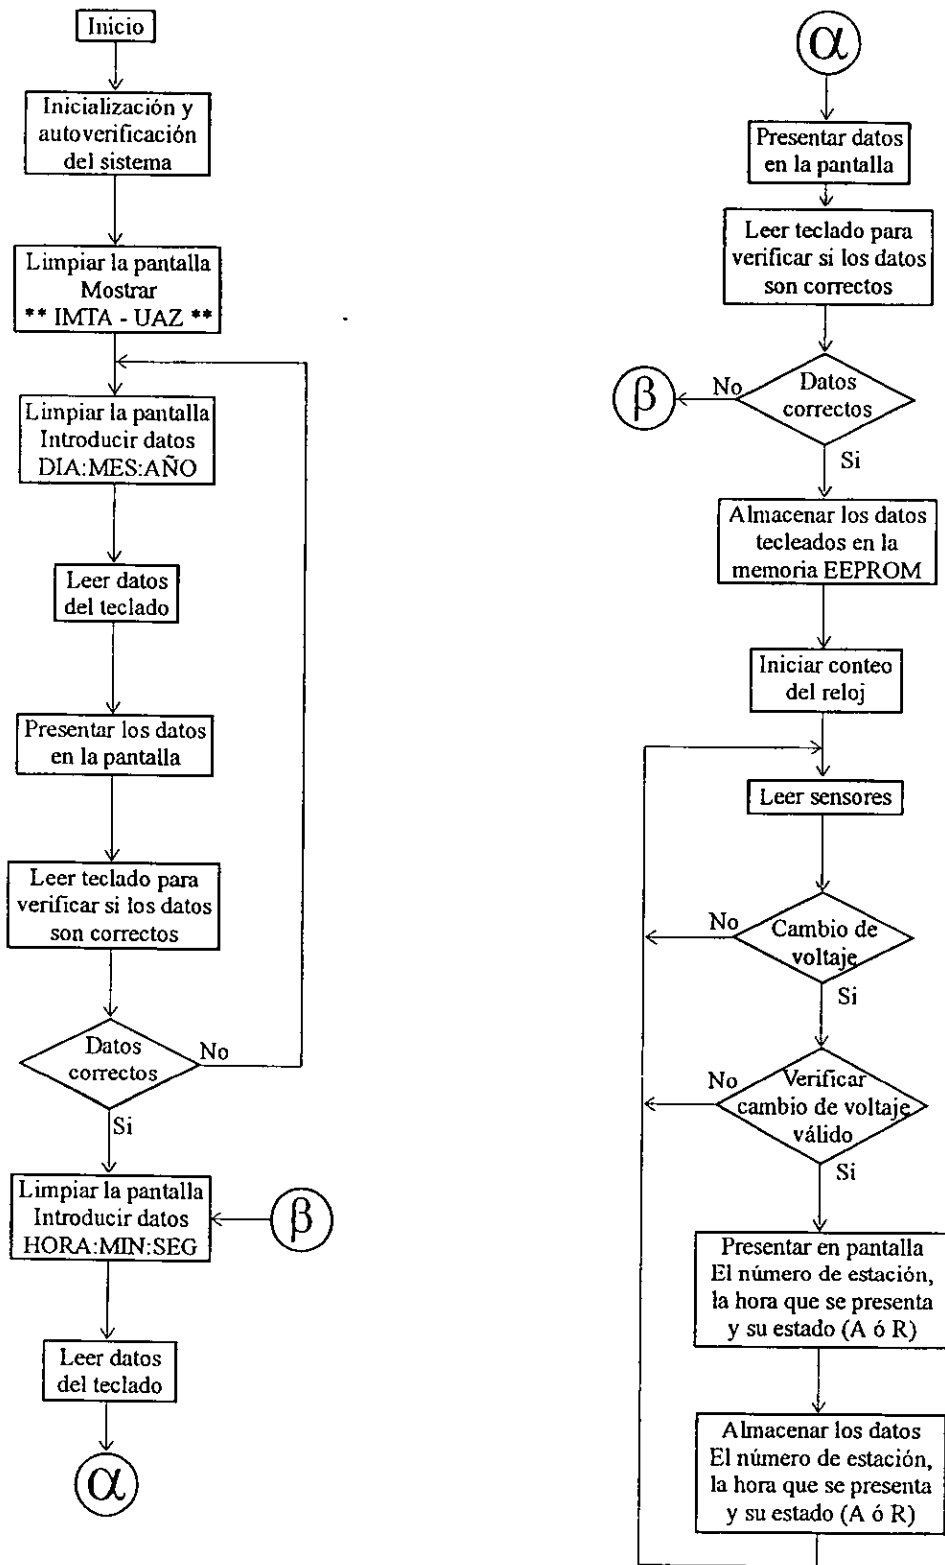 Inicio
Inicialización y
autoverificación
del sistema
Limpiar la pantalla
Mostrar
** IMTA - UAZ **
Limpiar la pantalla
Introducir datos
DIA:MES:AÑO
Leer datos
del teclado
Presentar los datos
en la pantalla
Leer teclado para
verificar si los datos
son correctos
Datos
correctos
No
Si
Limpiar la pantalla
Introducir datos
HORA:MIN:SEG
β
Leer datos
del teclado
α
α
Presentar datos
en la pantalla
Leer teclado para
verificar si los datos
son correctos
Datos
correctos
No
β
Si
Almacenar los datos
tecleados en la
memoria EEPROM
Iniciar conteo
del reloj
Leer sensores
No
Cambio de
voltaje
Si
No
Verificar
cambio de voltaje
válido
Si
Presentar en pantalla
El número de estación,
la hora que se presenta
y su estado (A ó R)
Almacenar los datos
El número de estación,
la hora que se presenta
y su estado (A ó R)